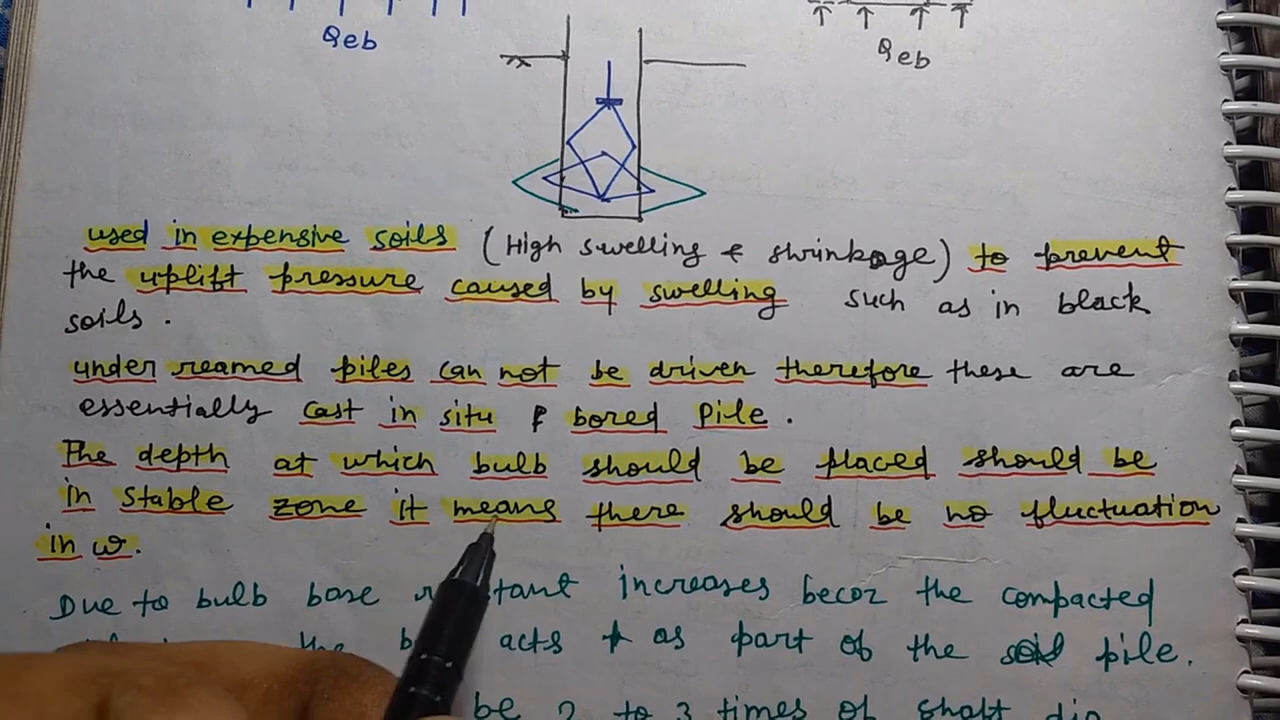 Qeb
Qeb
used in expensive soils (High swelling & shrinkage) to prevent
the uplift pressure caused by swelling such as in black
soils.
under reamed piles can not be driven therefore these are
essentially cast in situ & bored Pile.
The depth at which bulb should be placed should be
in stable zone it means there should be no fluctuation
in w.
Due to bulb base increases becoz the compacted
the acts as part of the pile.
be 2 to 3 times of shaft dia